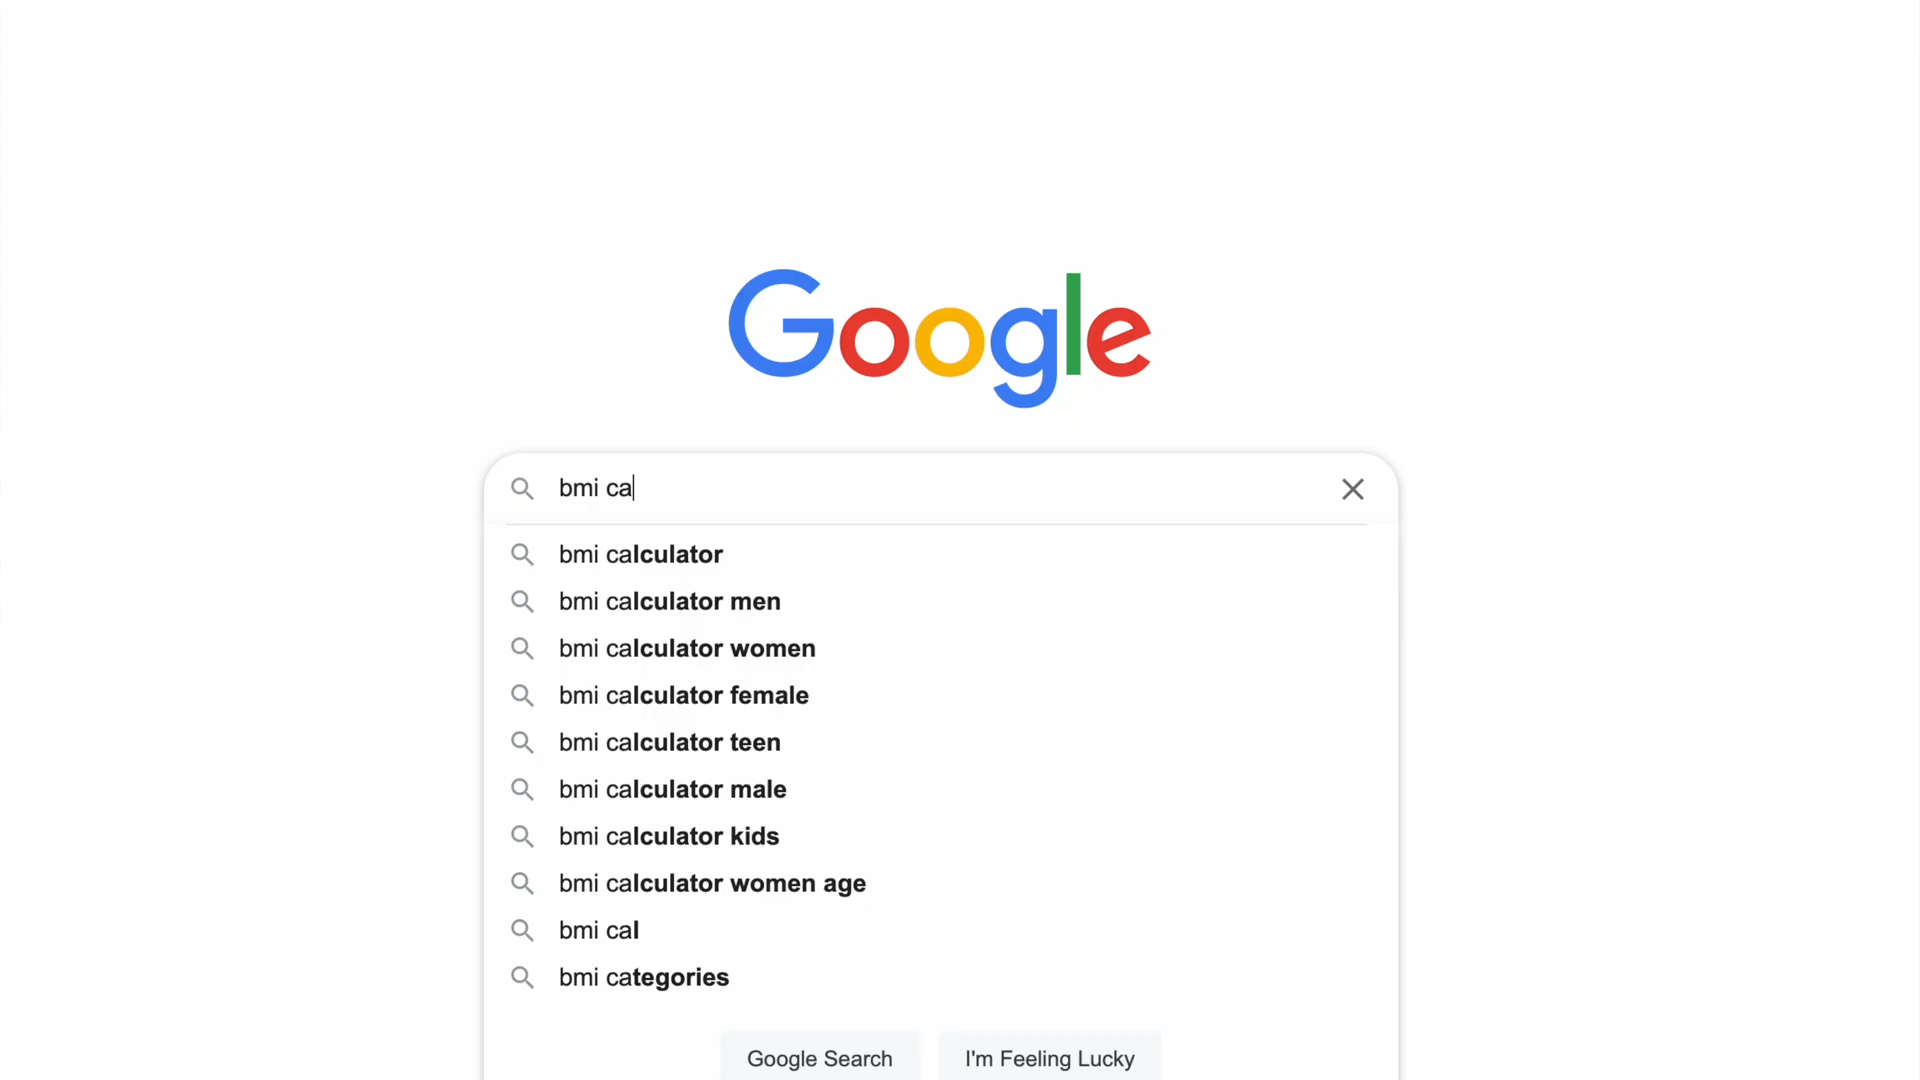 Google
bmi ca
bmi calculator
bmi calculator men
bmi calculator women
bmi calculator female
bmi calculator teen
bmi calculator male
bmi calculator kids
bmi calculator women age
bmi cal
bmi categories
Google Search
I'm Feeling Lucky